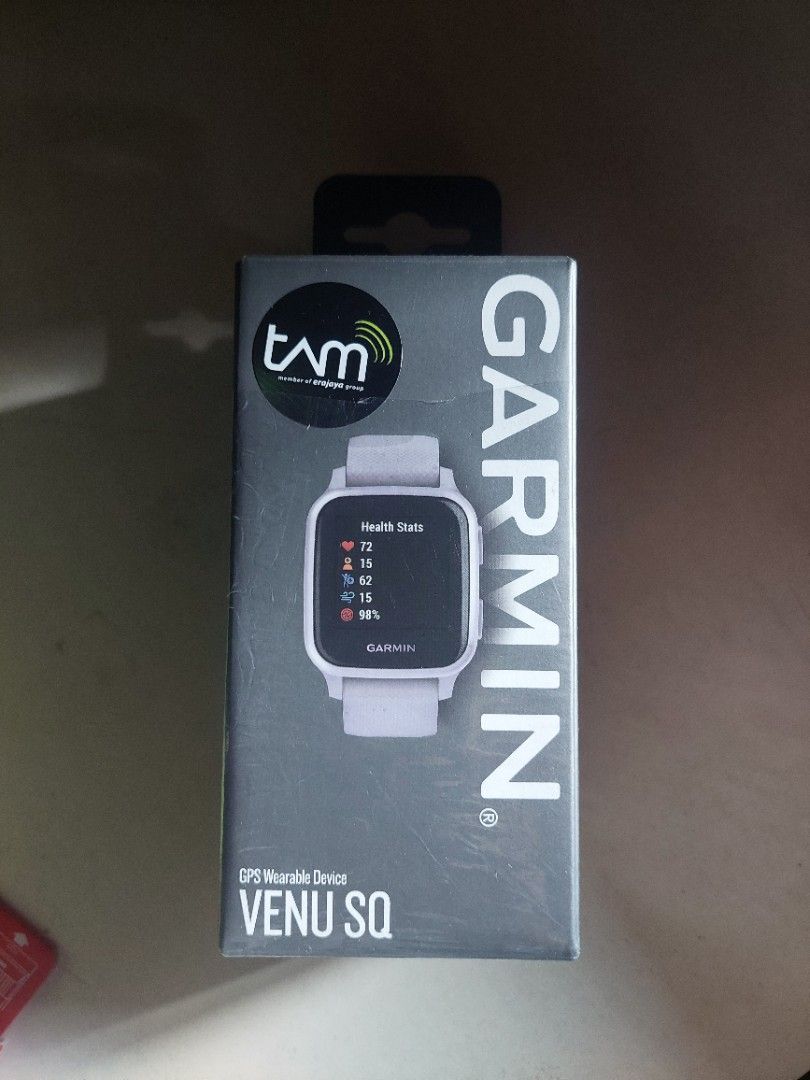 tam
member of erajaya group
GARMIN®
Health Stats
72
15
62
15
98%
GARMIN
GPS Wearable Device
VENU SQ